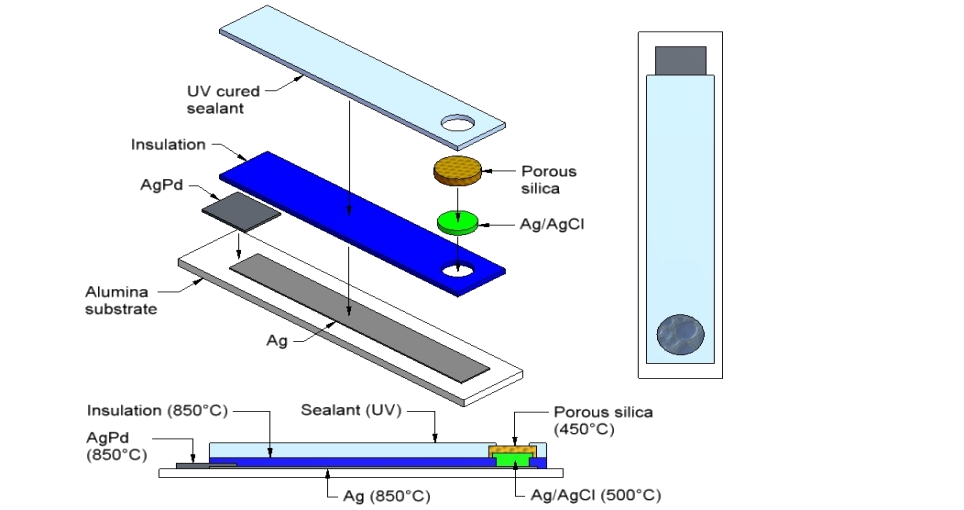 UV cured
sealant
Insulation
AgPd
Porous
silica
Ag/AgCl
Alumina
substrate
Ag
Insulation (850°C)
Sealant (UV)
Porous silica
(450°C)
AgPd
(850°C)
Ag (850°C)
Ag/AgCl (500°C)